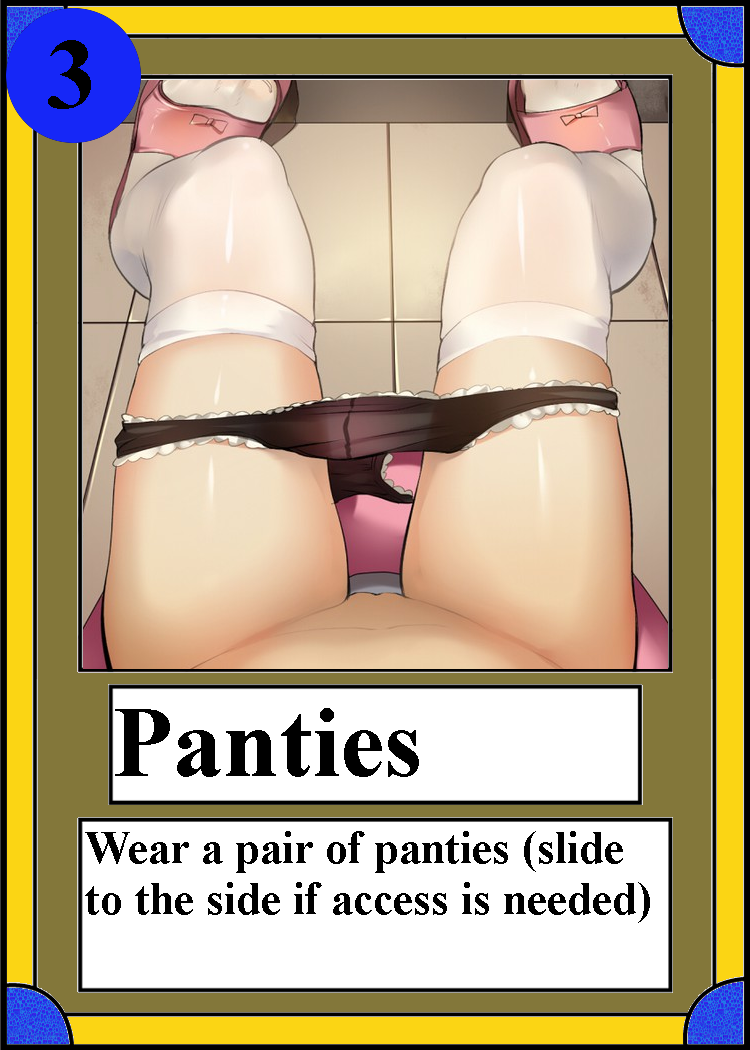 3
Panties
Wear a pair of panties (slide
to the side if access is needed)